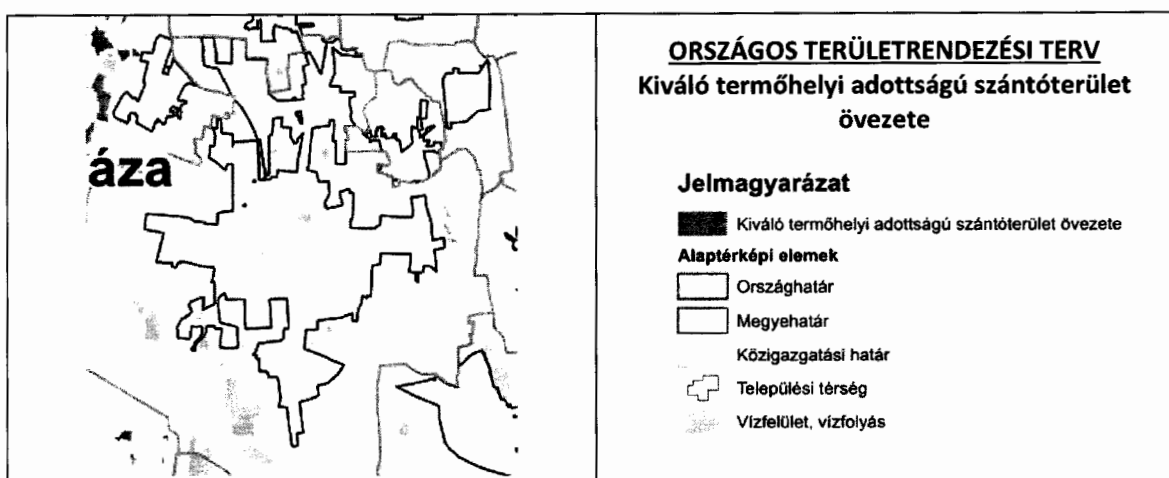 áza
ORSZÁGOS TERÜLETRENDEZÉSI TERV
Kiváló termőhelyi adottságú szántóterület
övezete
Jelmagyarázat
Kiváló termőhelyi adottságú szántóterület övezete
Alaptérképi elemek
Országhatár
Megyehatár
Közigazgatási határ
Települési térség
Vízfelület, vízfolyás